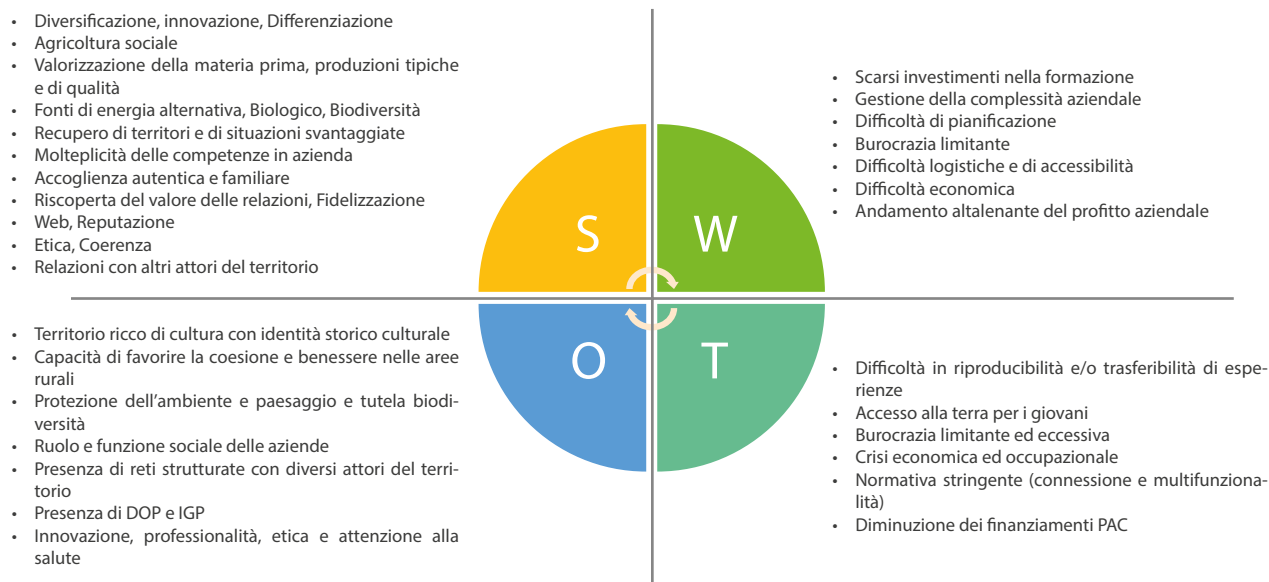 • Diversificazione, innovazione, Differenziazione
• Agricoltura sociale
• Valorizzazione della materia prima, produzioni tipiche
e di qualità
• Fonti di energia alternativa, Biologico, Biodiversità
• Recupero di territori e di situazioni svantaggiate
• Molteplicità delle competenze in azienda
• Accoglienza autentica e familiare
• Riscoperta del valore delle relazioni, Fidelizzazione
• Web, Reputazione
• Etica, Coerenza
• Relazioni con altri attori del territorio
S
• Scarsi investimenti nella formazione
• Gestione della complessità aziendale
• Difficoltà di pianificazione
• Burocrazia limitante
• Difficoltà logistiche e di accessibilità
• Difficoltà economica
• Andamento altalenante del profitto aziendale
W
• Territorio ricco di cultura con identità storico culturale
• Capacità di favorire la coesione e benessere nelle aree
rurali
• Protezione dell'ambiente e paesaggio e tutela biodi-
versità
• Ruolo e funzione sociale delle aziende
• Presenza di reti strutturate con diversi attori del terri-
torio
• Presenza di DOP e IGP
• Innovazione, professionalità, etica e attenzione alla
salute
O
T
• Difficoltà in riproducibilità e/o trasferibilità di espe-
rienze
• Accesso alla terra per i giovani
• Burocrazia limitante ed eccessiva
• Crisi economica ed occupazionale
• Normativa stringente (connessione e multifunziona-
lità)
• Diminuzione dei finanziamenti PAC